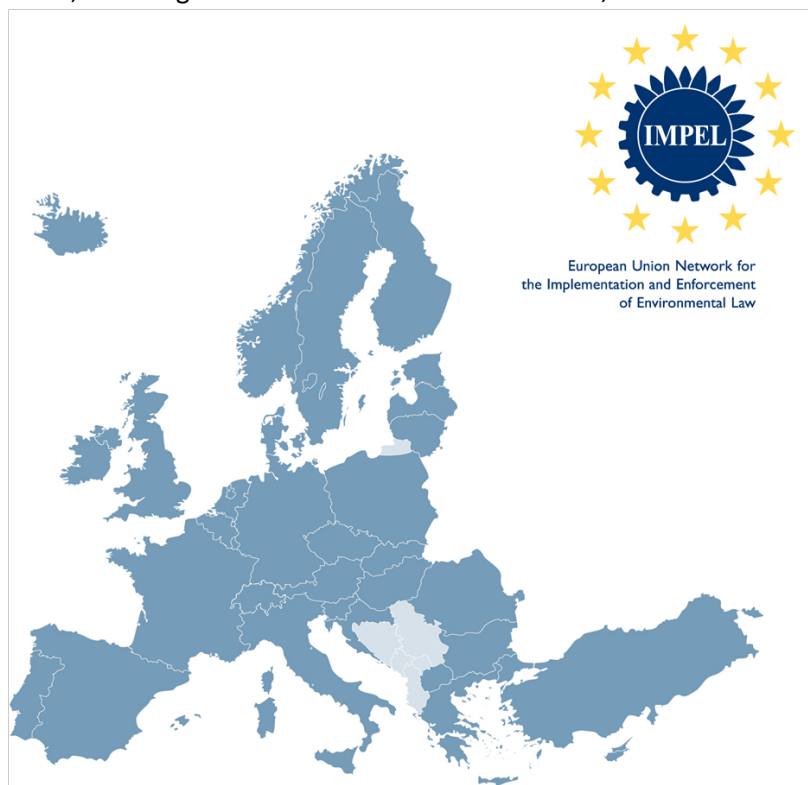 IMPEL
European Union Network for
the Implementation and Enforcement
of Environmental Law